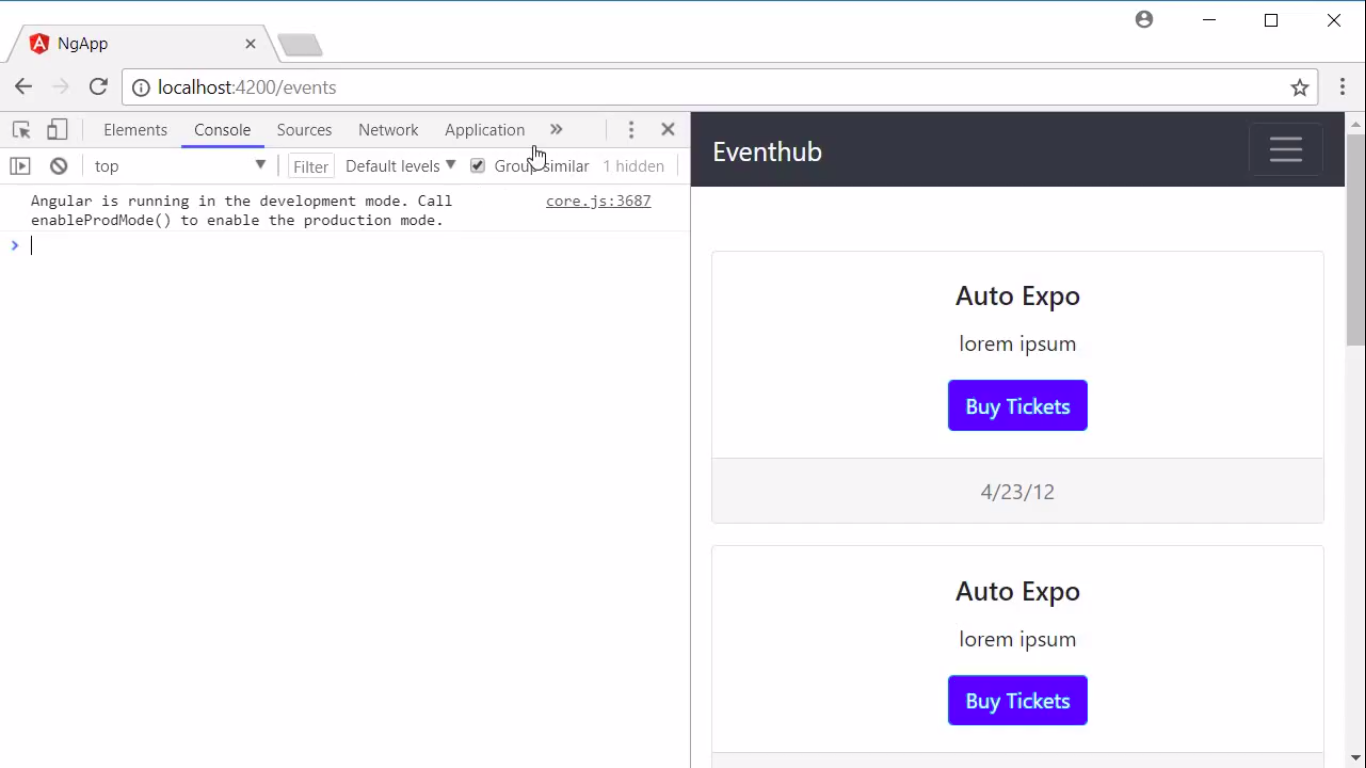 NgApp
localhost:4200/events
Elements Console Sources Network Application
top Filter Default levels Group similar 1 hidden
Angular is running in the development mode. Call core.js:3687
enableProdMode() to enable the production mode.
Eventhub
Auto Expo
lorem ipsum
Buy Tickets
4/23/12
Auto Expo
lorem ipsum
Buy Tickets